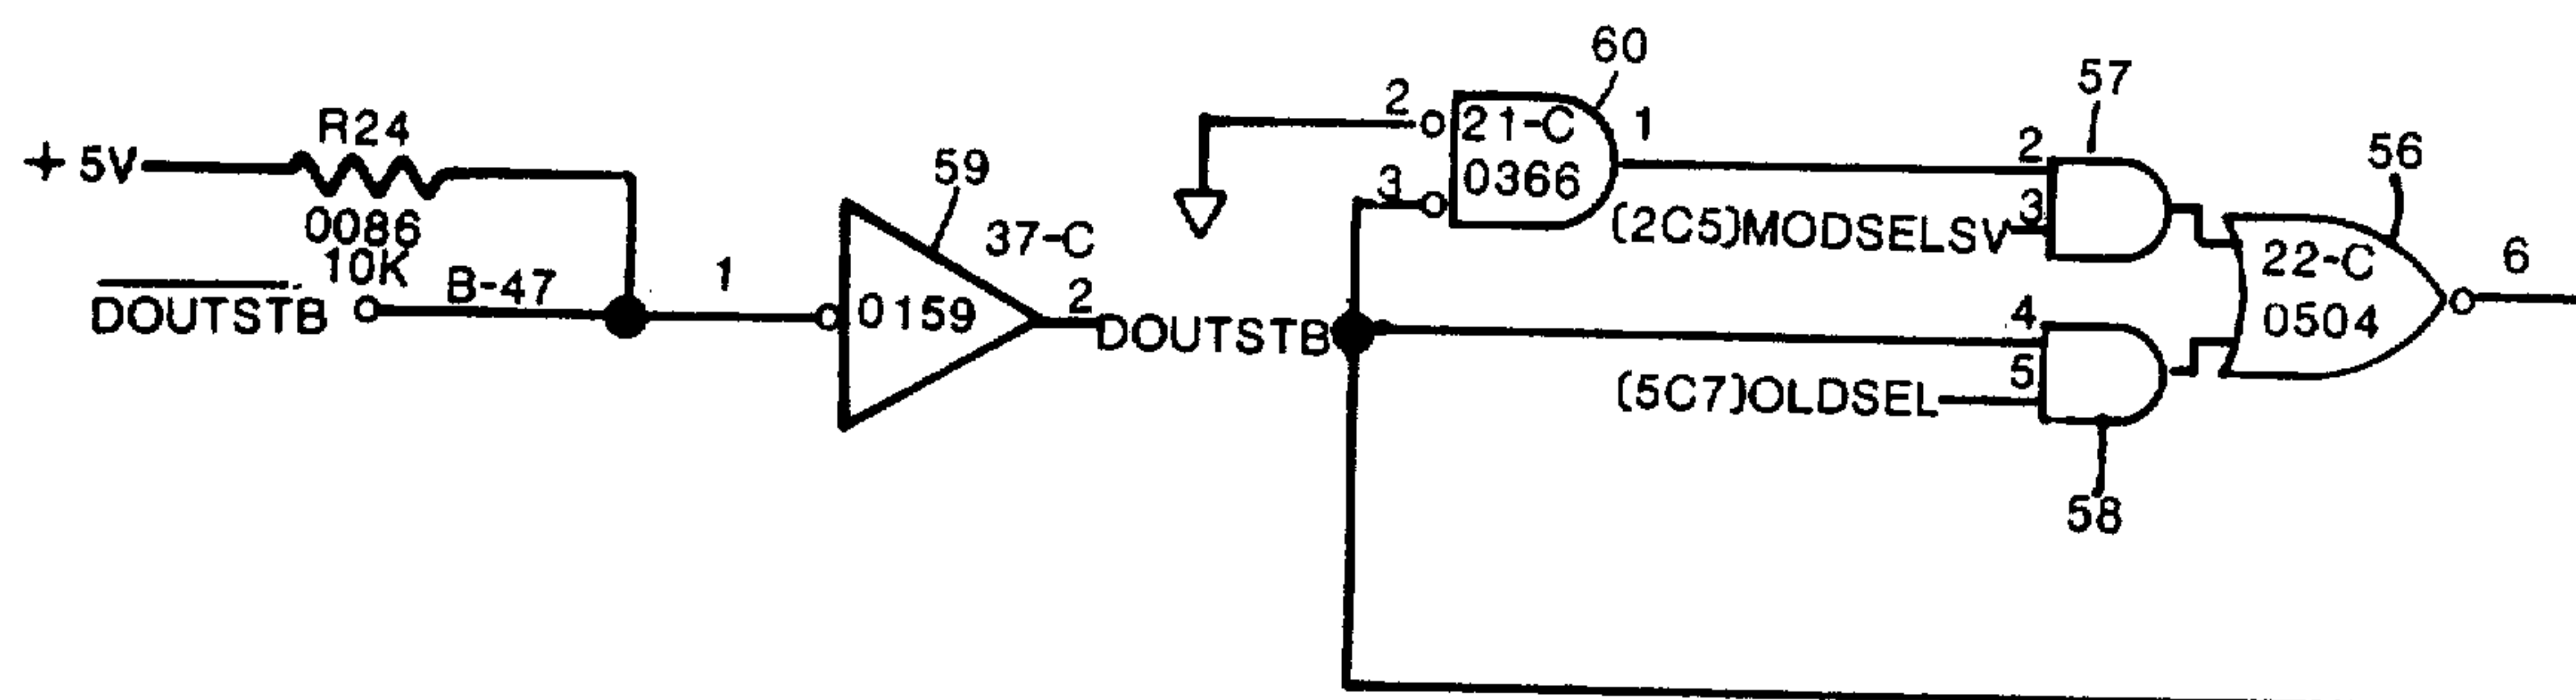 60
57
2
R24
21-C
1
56
+5V
59
2
0366
3
3
0086
37-C
(2C5)MODSELSV
22-C
6
10K
B-47
1
DOUTSTB
0159
2
DOUTSTB
4
0504
5
(5C7)OLDSEL
58